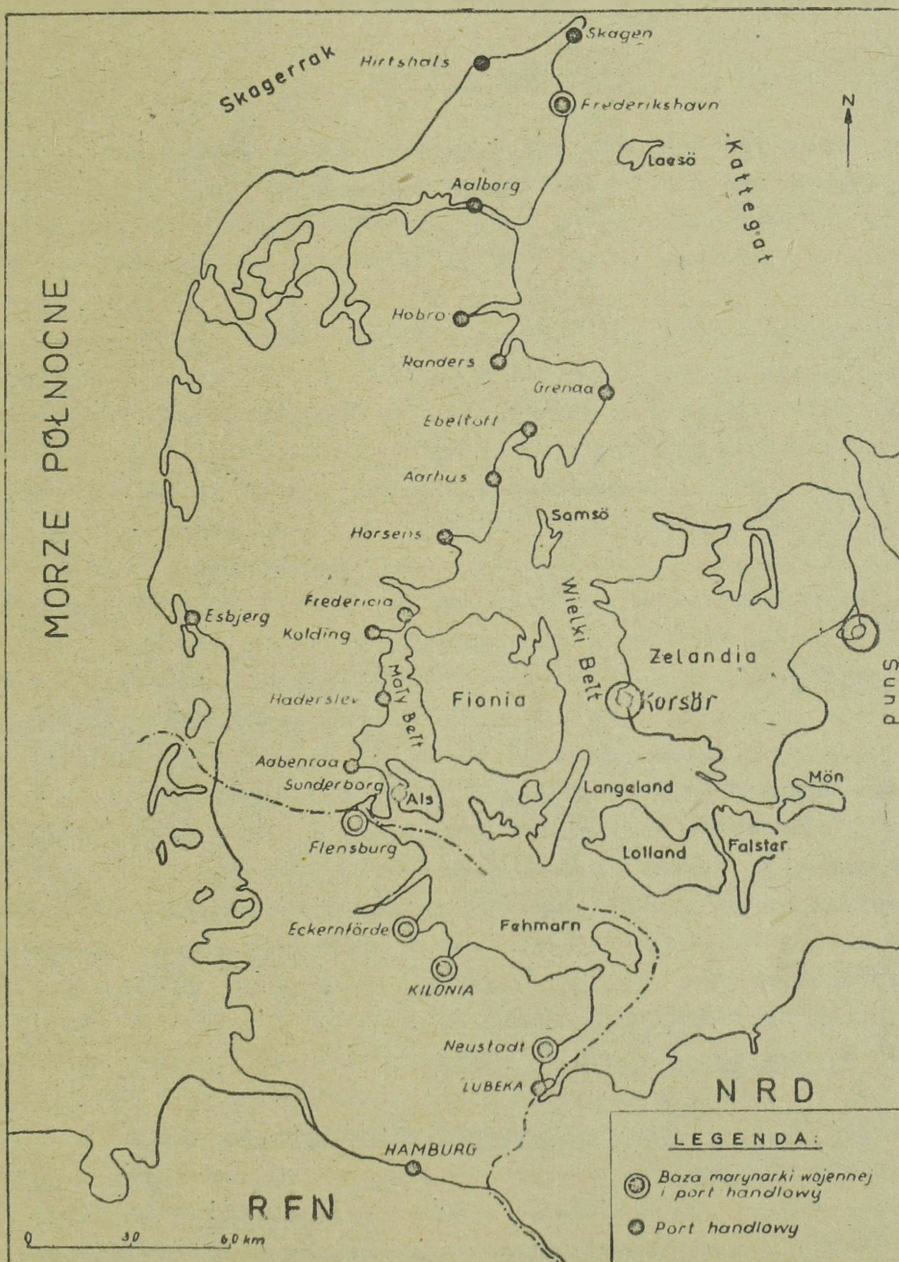 Skagen
Hirtshals
Skagerrak
Frederikshavn
N
Laesö
Kattegat
Aalborg
MORZE PÓŁNOCNE
Hobro
Randers
Grenaa
Ebeltoft
Aarhus
Samsö
Horsens
Wielki Belt
Esbjerg
Fredericia
Kolding
Zelandia
Sund
Haderslev
Mały Belt
Fionia
Korsör
Aabenraa
Sunderborg
Als
Langeland
Mön
Flensburg
Lolland
Falster
Eckernförde
Fehmarn
KILONIA
Neustadt
LUBEKA
NRD
HAMBURG
RFN
0 30 60 km
LEGENDA:
Baza marynarki wojennej
i port handlowy
Port handlowy